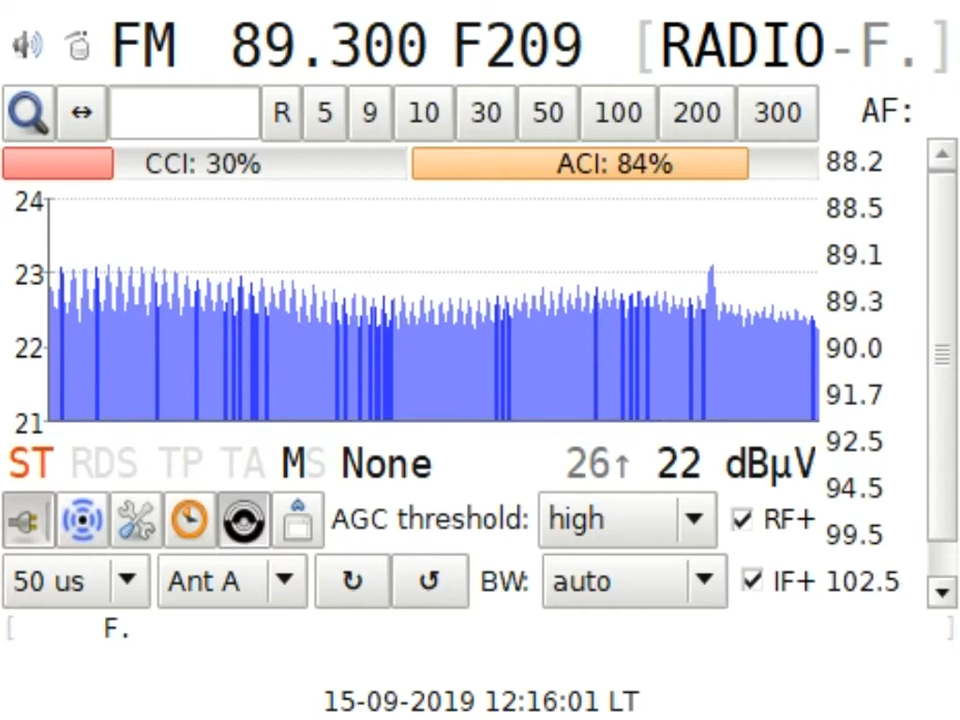 FM 89.300 F209 [RADIO-F.]
R 5 9 10 30 50 100 200 300 AF:
CCI: 30% ACI: 84% 88.2
24 88.5
89.1
23 89.3
22 90.0
91.7
21 92.5
ST RDS TP TA MS None 26↑ 22 dBµV
94.5
AGC threshold: high RF+ 99.5
50 us Ant A ↻ ↺ BW: auto IF+ 102.5
[ F. ]
15-09-2019 12:16:01 LT